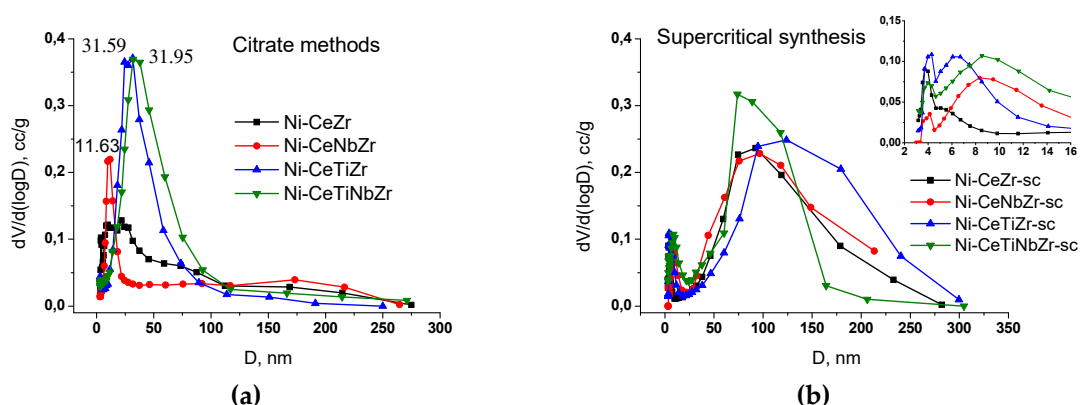 31.59
31.95
11.63
Citrate methods
Ni-CeZr
Ni-CeNbZr
Ni-CeTiZr
Ni-CeTiNbZr
0,4
0,3
0,2
0,1
0,0
dV/d(logD), cc/g
0 50 100 150 200 250 300
D, nm
(a)
Supercritical synthesis
0,4
0,3
0,2
0,1
0,0
dV/d(logD), cc/g
0 50 100 150 200 250 300 350
D, nm
0,15
0,10
0,05
0,00
2 4 6 8 10 12 14 16
Ni-CeZr-sc
Ni-CeNbZr-sc
Ni-CeTiZr-sc
Ni-CeTiNbZr-sc
(b)